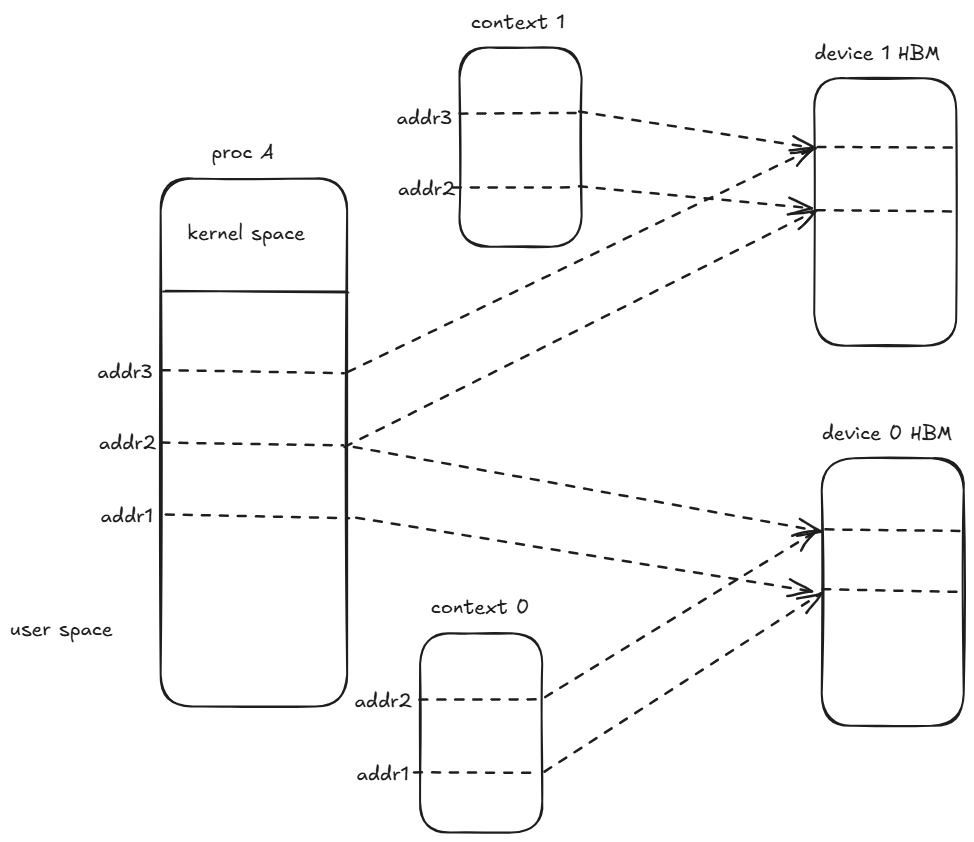 context 1
device 1 HBM
addr3
addr2
proc A
kernel space
addr3
addr2
addr1
user space
device 0 HBM
context 0
addr2
addr1